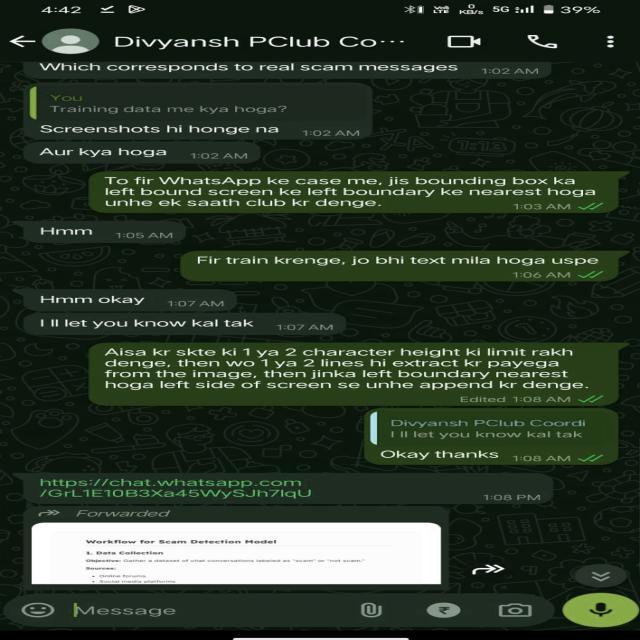 4:42
VoD LTE 0 KB/s 5G 39%
Divyansh PClub Co···
Which corresponds to real scam messages 1:02 AM
You
Training data me kya hoga?
Screenshots hi honge na 1:02 AM
Aur kya hoga 1:02 AM
To fir WhatsApp ke case me, jis bounding box ka
left bound screen ke left boundary ke nearest hoga
unhe ek saath club kr denge.
1:03 AM
Hmm 1:05 AM
Fir train krenge, jo bhi text mila hoga uspe
1:06 AM
Hmm okay 1:07 AM
I ll let you know kal tak 1:07 AM
Aisa kr skte ki 1 ya 2 character height ki limit rakh
denge, then wo 1 ya 2 lines hi extract kr payega
from the image, then jinka left boundary nearest
hoga left side of screen se unhe append kr denge.
Edited 1:08 AM
Divyansh PClub Coordi
I ll let you know kal tak
Okay thanks 1:08 AM
https://chat.whatsapp.com
/GrL1E10B3Xa45WySJh7IqU
1:08 PM
Forwarded
Workflow for Scam Detection Model
1. Data Collection
Objective: Gather a dataset of chat conversations labeled as "scam" or "not scam."
Sources:
• Online forums
• Social media platforms
Message